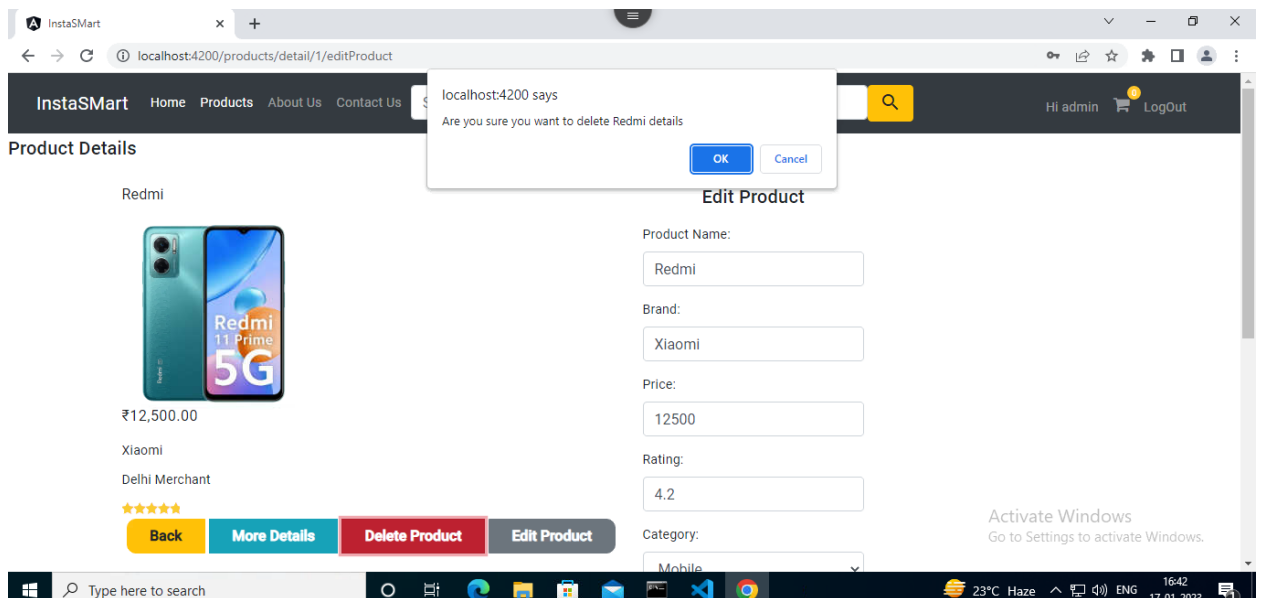 InstaSMart
localhost:4200/products/detail/1/editProduct
localhost:4200 says
Are you sure you want to delete Redmi details
OK Cancel
InstaSMart Home Products About Us Contact Us
Hi admin 6 LogOut
Product Details
Redmi
Redmi
11 Prime
5G
₹12,500.00
Xiaomi
Delhi Merchant
Back More Details Delete Product Edit Product
Edit Product
Product Name:
Redmi
Brand:
Xiaomi
Price:
12500
Rating:
4.2
Category:
Mobile
Activate Windows
Go to Settings to activate Windows.
Type here to search
23°C Haze ENG 16:42
17-01-2023